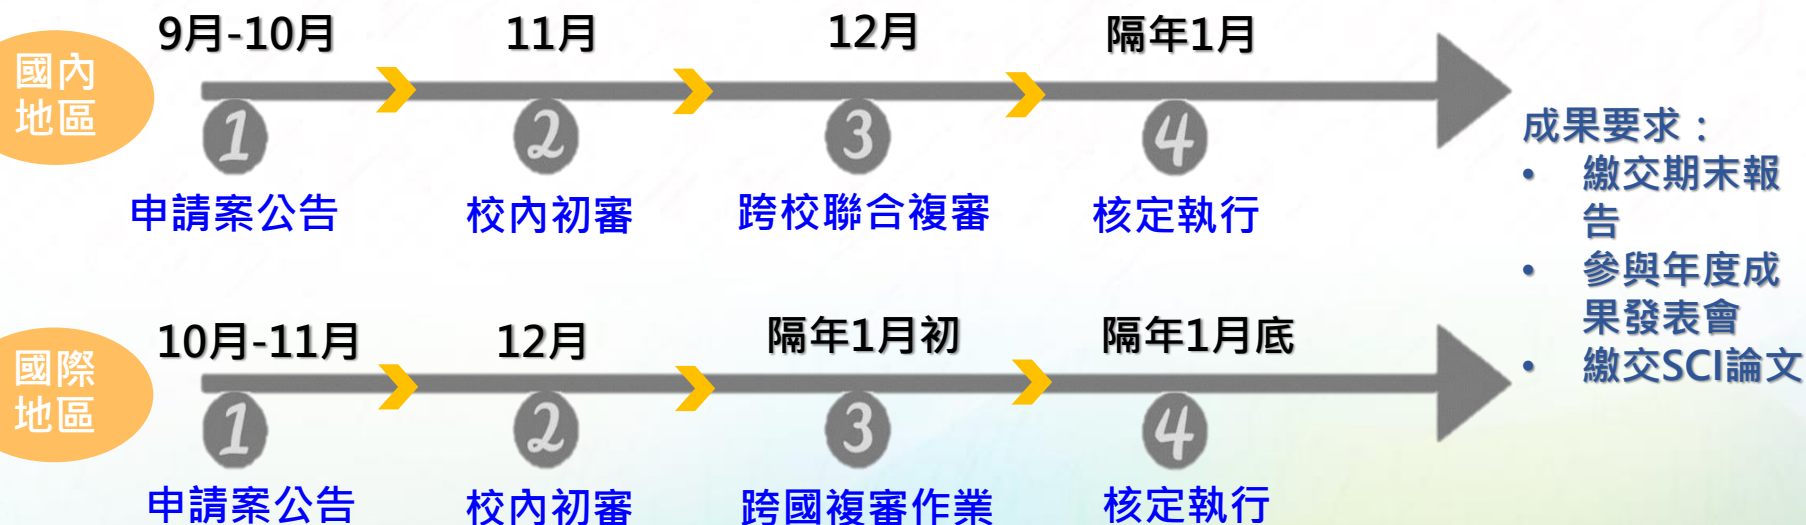 國內
地區
9月-10月
11月
12月
隔年1月
1
2
3
4
申請案公告
校內初審
跨校聯合複審
核定執行
國際
地區
10月-11月
12月
隔年1月初
隔年1月底
1
2
3
4
申請案公告
校內初審
跨國複審作業
核定執行
成果要求：
• 繳交期末報
告
• 參與年度成
果發表會
• 繳交SCI論文